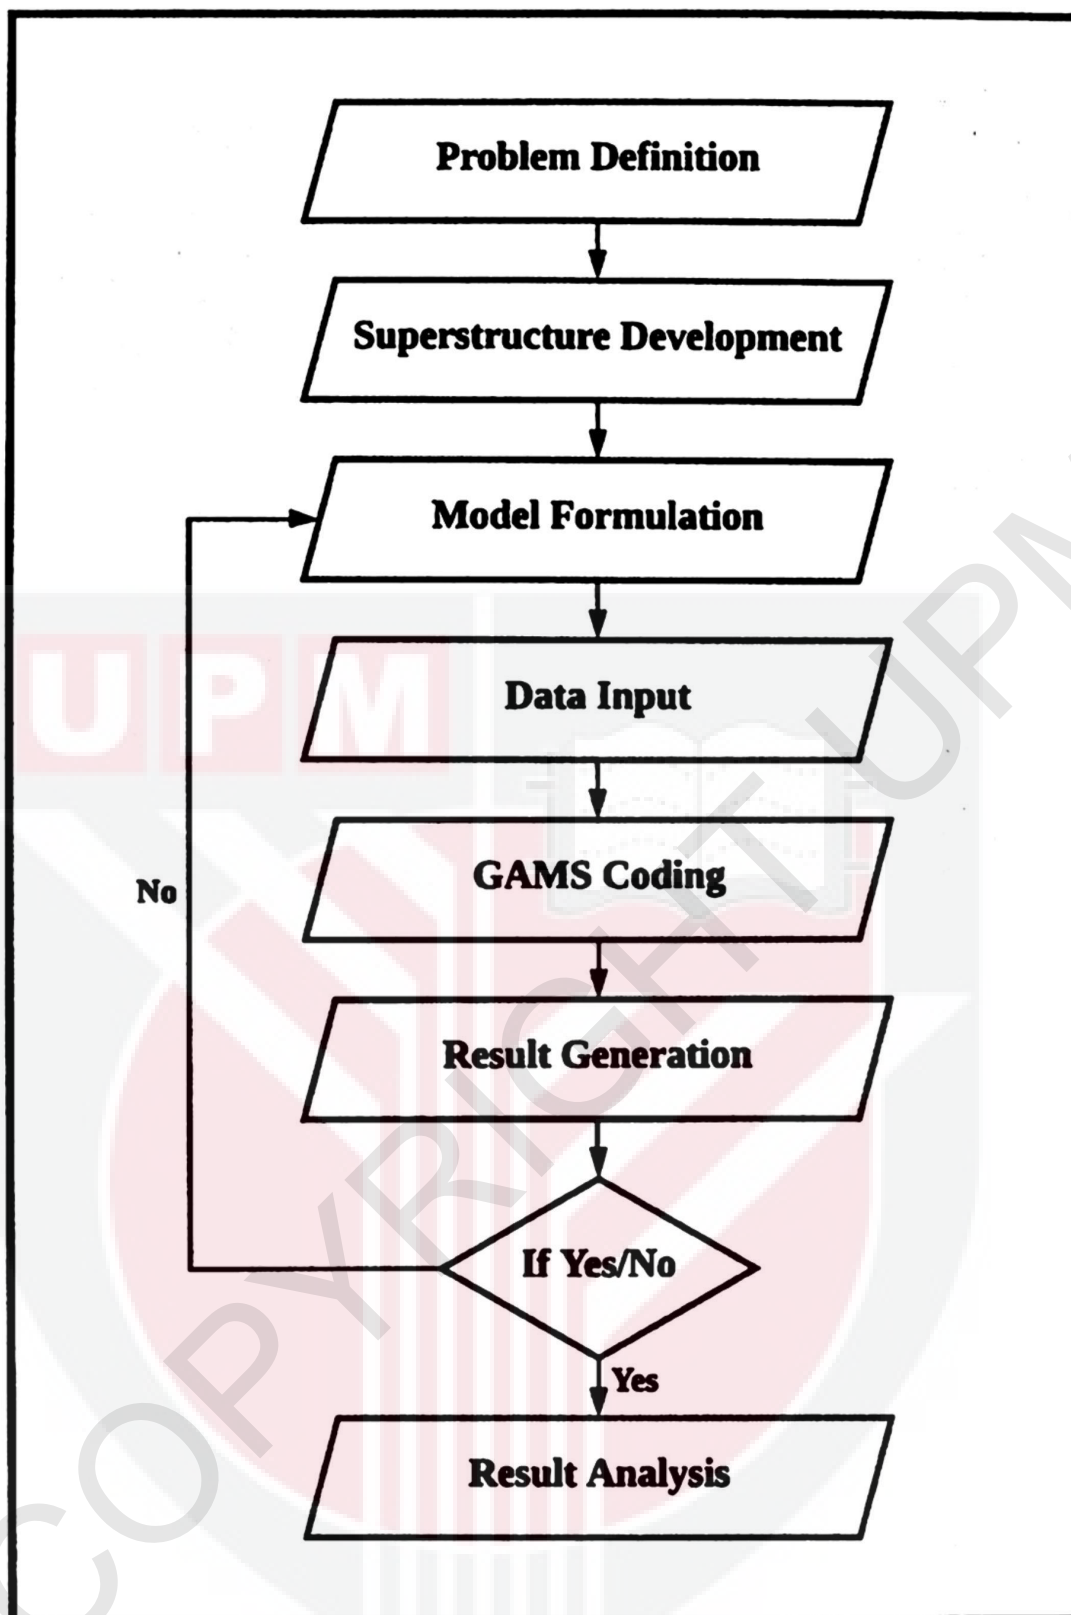 Problem Definition
Superstructure Development
Model Formulation
UPM
Data Input
GAMS Coding
No
Result Generation
If Yes/No
Yes
Result Analysis
COPYRIGHT UPM